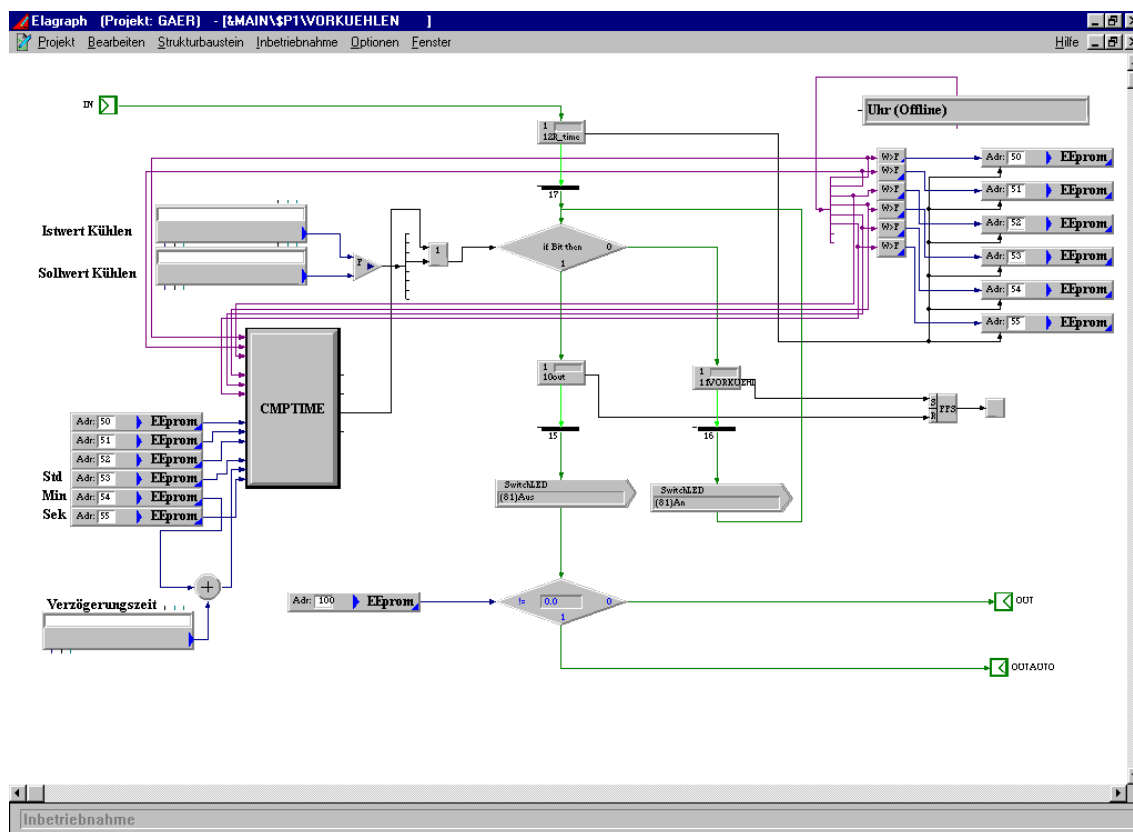 Elagraph (Projekt: GAER) - [&MAIN\$P1\VORKUEHLEN ]
Projekt Bearbeiten Strukturbaustein Inbetriebnahme Optionen Fenster Hilfe
IN
Uhr (Offline)
1
12R_time
17
W>F
W>F
W>F
W>F
W>F
W>F
Adr: 50 EEprom
Adr: 51 EEprom
Adr: 52 EEprom
Adr: 53 EEprom
Adr: 54 EEprom
Adr: 55 EEprom
Istwert Kühlen
Sollwert Kühlen
F
1
if Bit then 0
1
CMPTIME
1
10out
1
11VORKUEHL
S
R
FFS
15
16
Adr: 50 EEprom
Adr: 51 EEprom
Adr: 52 EEprom
Std Adr: 53 EEprom
Min Adr: 54 EEprom
Sek Adr: 55 EEprom
SwitchLED
(81)Aus
SwitchLED
(81)An
+
Verzögerungszeit
Adr: 100 EEprom
!= 0.0 0
1
OUT
OUTAUTO
Inbetriebnahme